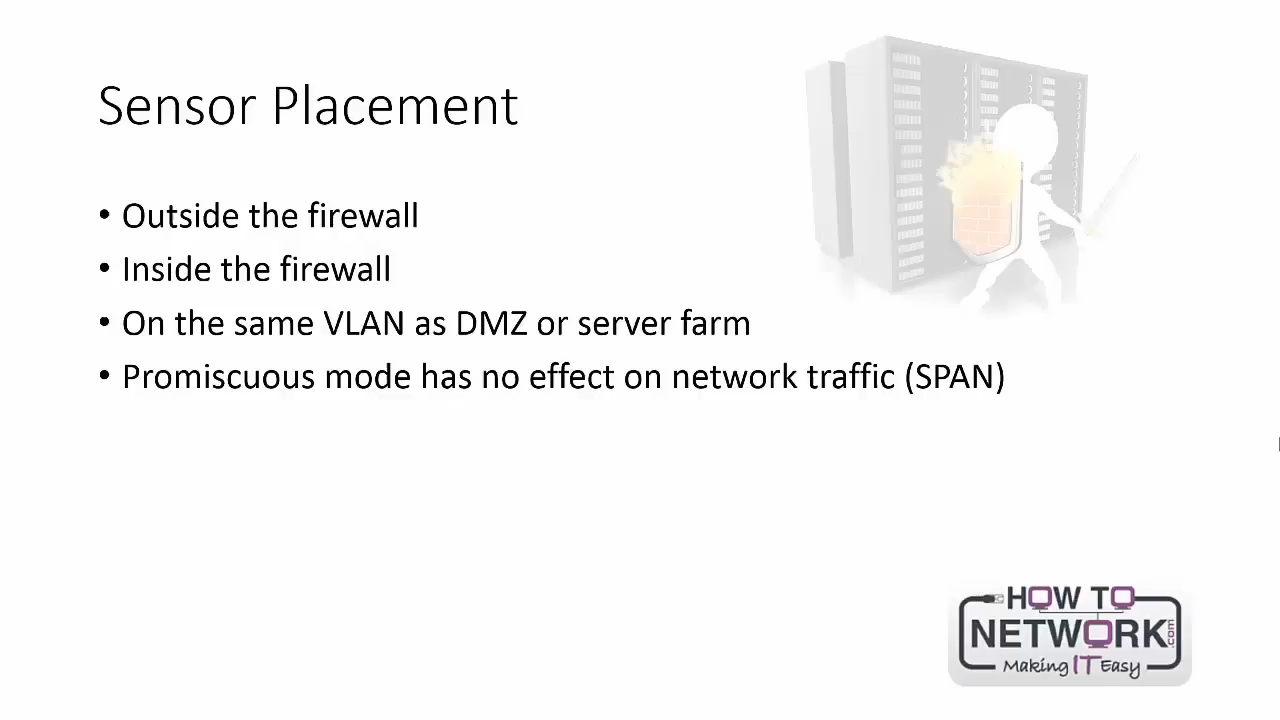 Sensor Placement
• Outside the firewall
• Inside the firewall
• On the same VLAN as DMZ or server farm
• Promiscuous mode has no effect on network traffic (SPAN)
HOW TO
NETWORK.com
Making IT Easy